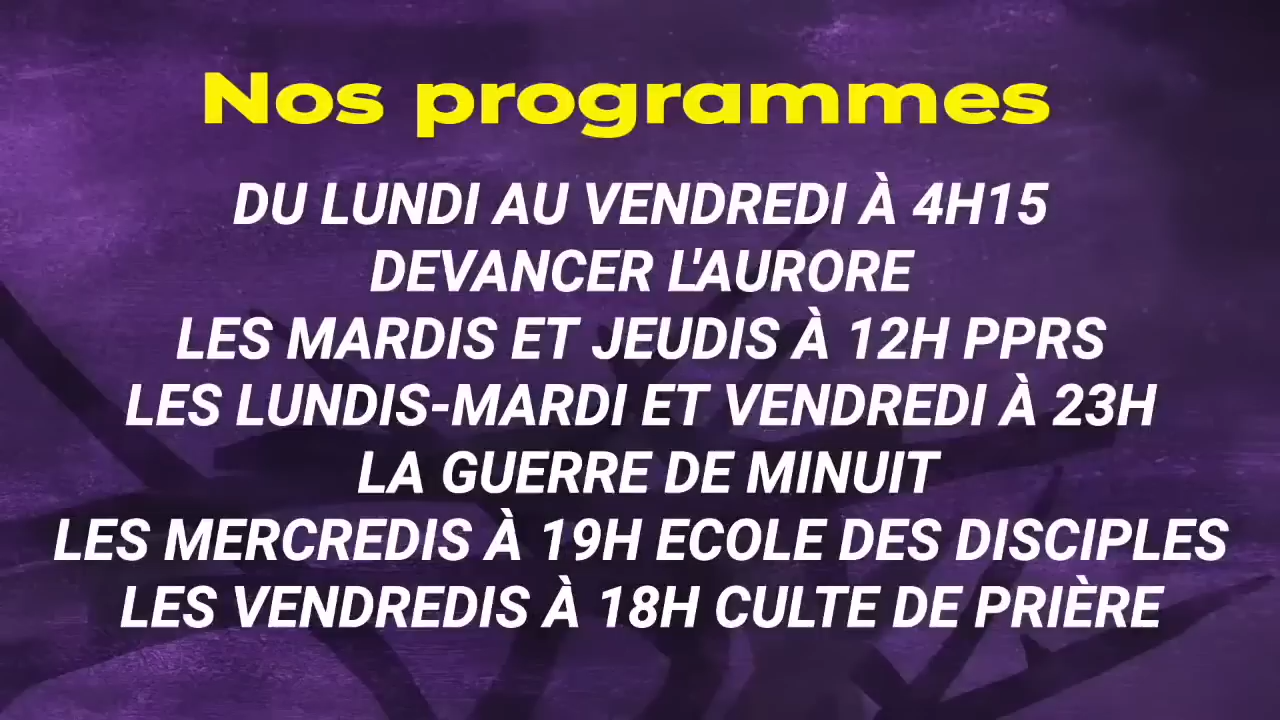 Nos programmes
DU LUNDI AU VENDREDI À 4H15
DEVANCER L'AURORE
LES MARDIS ET JEUDIS À 12H PPRS
LES LUNDIS-MARDI ET VENDREDI À 23H
LA GUERRE DE MINUIT
LES MERCREDIS À 19H ECOLE DES DISCIPLES
LES VENDREDIS À 18H CULTE DE PRIÈRE